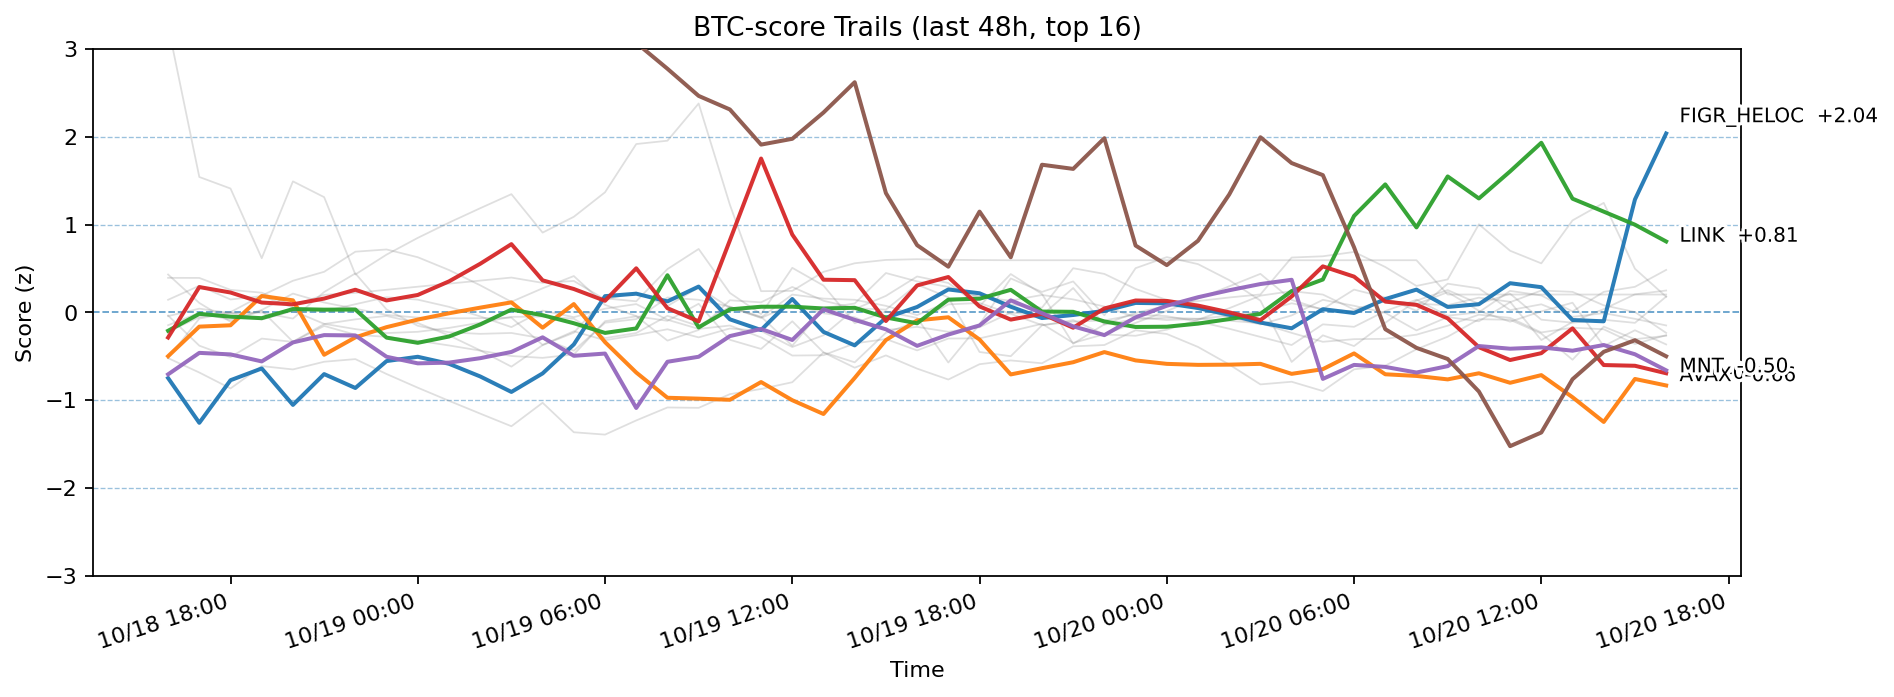 BTC-score Trails (last 48h, top 16)
Score (z)
3
2
1
0
−1
−2
−3
FIGR_HELOC +2.04
LINK +0.81
MNT -0.50
10/18 18:00
10/19 00:00
10/19 06:00
10/19 12:00
10/19 18:00
10/20 00:00
10/20 06:00
10/20 12:00
10/20 18:00
Time